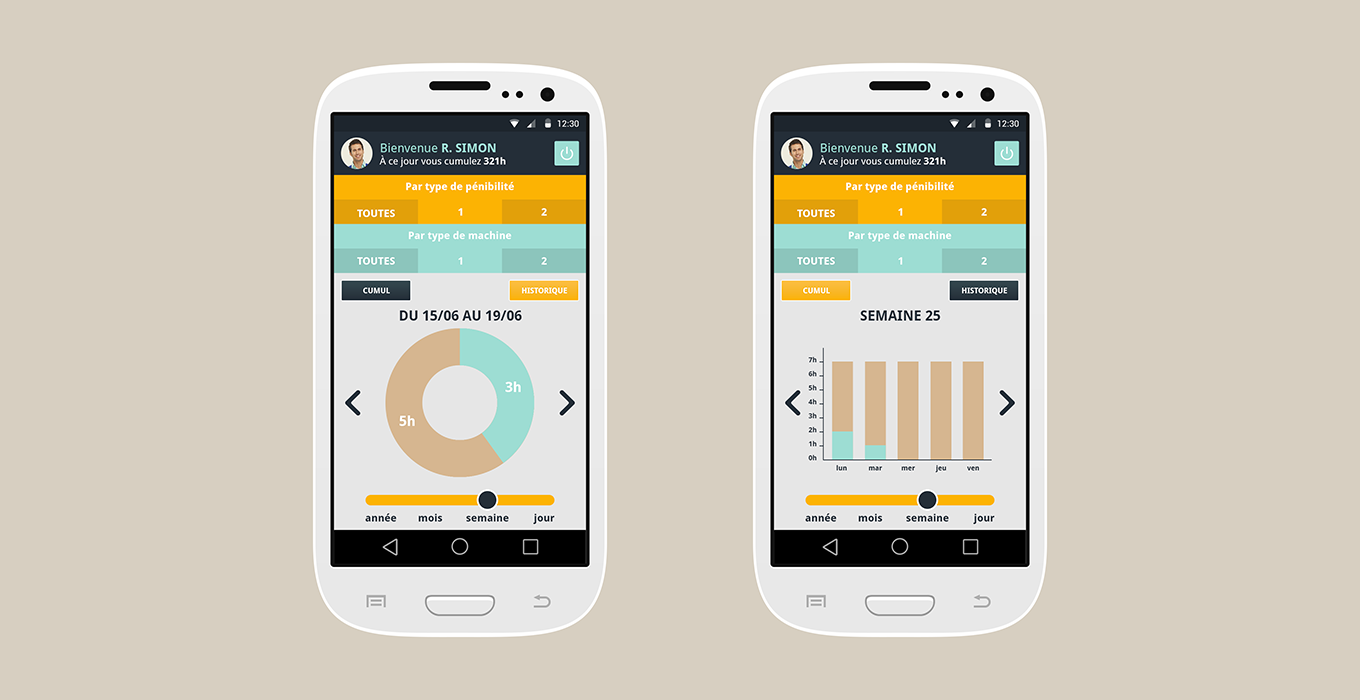 12:30
Bienvenue R. SIMON
À ce jour vous cumulez 321h
Par type de pénibilité
TOUTES 1 2
Par type de machine
TOUTES 1 2
CUMUL HISTORIQUE
DU 15/06 AU 19/06
3h
5h
année mois semaine jour
12:30
Bienvenue R. SIMON
À ce jour vous cumulez 321h
Par type de pénibilité
TOUTES 1 2
Par type de machine
TOUTES 1 2
CUMUL HISTORIQUE
SEMAINE 25
7h
6h
5h
4h
3h
2h
1h
0h
lun mar mer jeu ven
année mois semaine jour